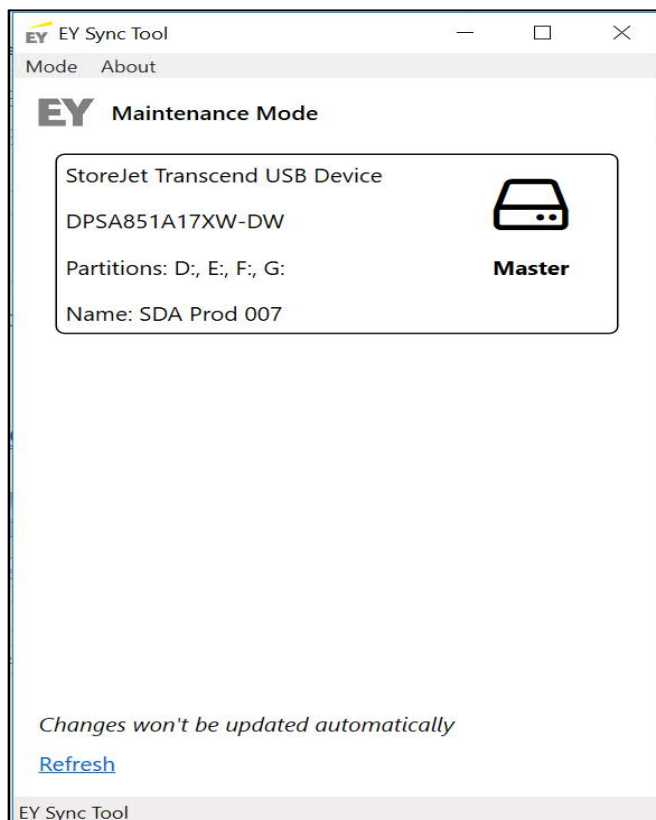 EY EY Sync Tool
Mode About
EY Maintenance Mode
StoreJet Transcend USB Device
DPSA851A17XW-DW
Partitions: D:, E:, F:, G:
Master
Name: SDA Prod 007
Changes won't be updated automatically
Refresh
EY Sync Tool